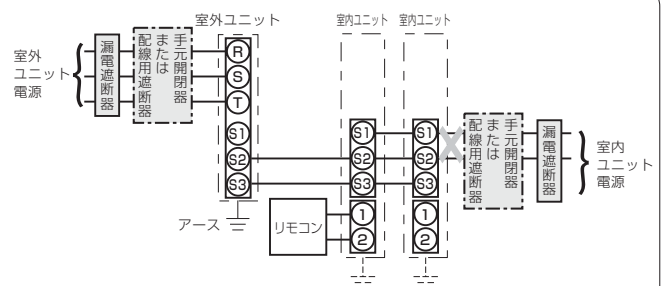 室外ユニット
室内ユニット
室内ユニット
室外
ユニット
電源
漏電遮断器
手元開閉器
または
配線用遮断器
R
S
T
S1
S2
S3
アース
リモコン
S1
S2
S3
1
2
S1
S2
S3
1
2
手元開閉器
または
配線用遮断器
漏電遮断器
室内
ユニット
電源